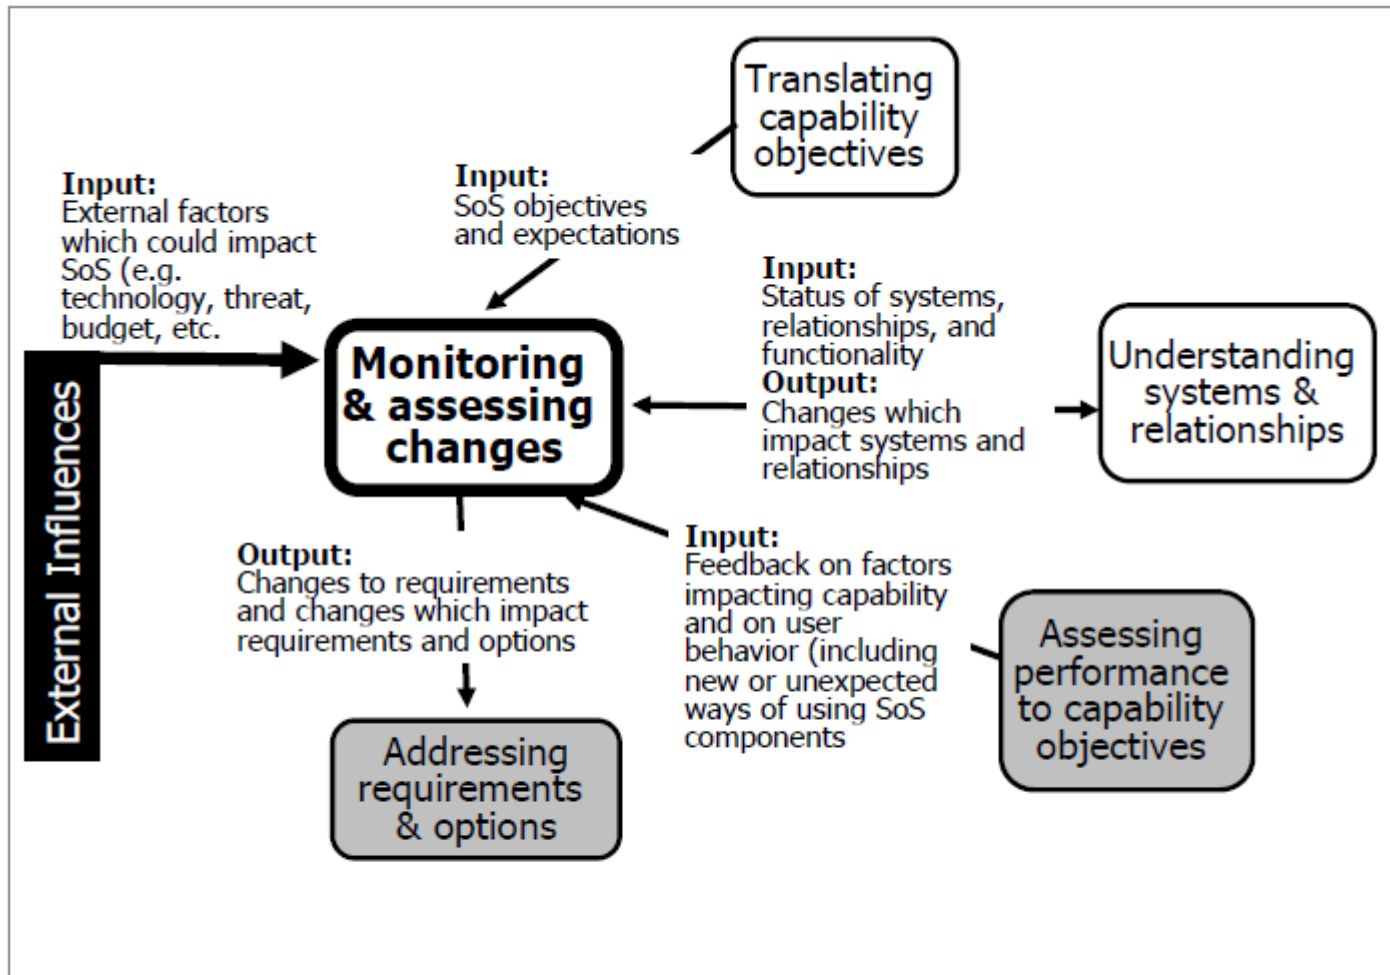 Translating
capability
objectives
Input:
External factors
which could impact
SoS (e.g.
technology, threat,
budget, etc.
Input:
SoS objectives
and expectations
Input:
Status of systems,
relationships, and
functionality
Output:
Changes which
impact systems and
relationships
Understanding
systems &
relationships
Monitoring
& assessing
changes
External Influences
Output:
Changes to requirements
and changes which impact
requirements and options
Input:
Feedback on factors
impacting capability
and on user
behavior (including
new or unexpected
ways of using SoS
components
Assessing
performance
to capability
objectives
Addressing
requirements
& options